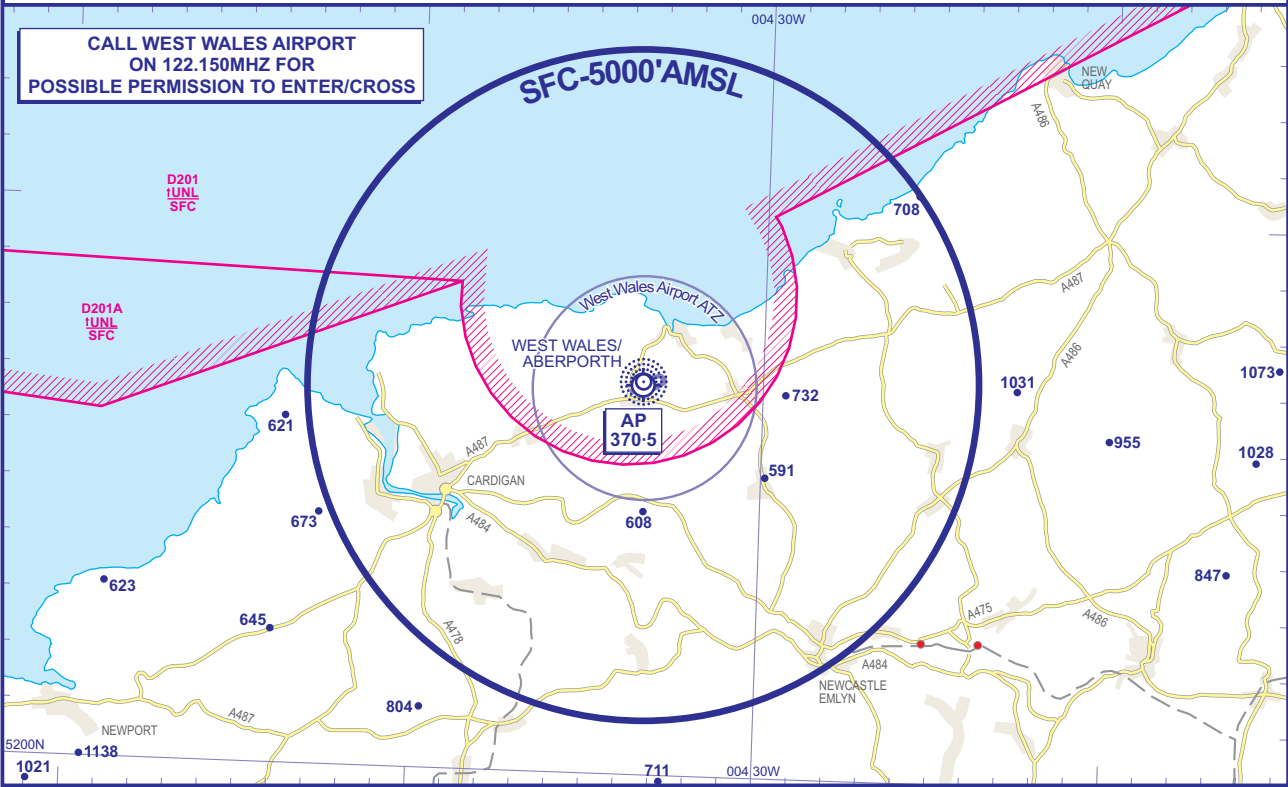 004 30W
CALL WEST WALES AIRPORT
ON 122.150MHZ FOR
POSSIBLE PERMISSION TO ENTER/CROSS
SFC-5000'AMSL
NEW
QUAY
A486
D201
↑UNL
SFC
708
A487
D201A
↑UNL
SFC
West Wales Airport ATZ
WEST WALES/
ABERPORTH
A486
1073
1031
732
AP
370·5
621
A487
955
1028
CARDIGAN
591
673
A484
608
623
847
645
A478
A475
A486
A484
NEWCASTLE
EMLYN
804
A487
NEWPORT
5200N
1138
1021
711
004 30W